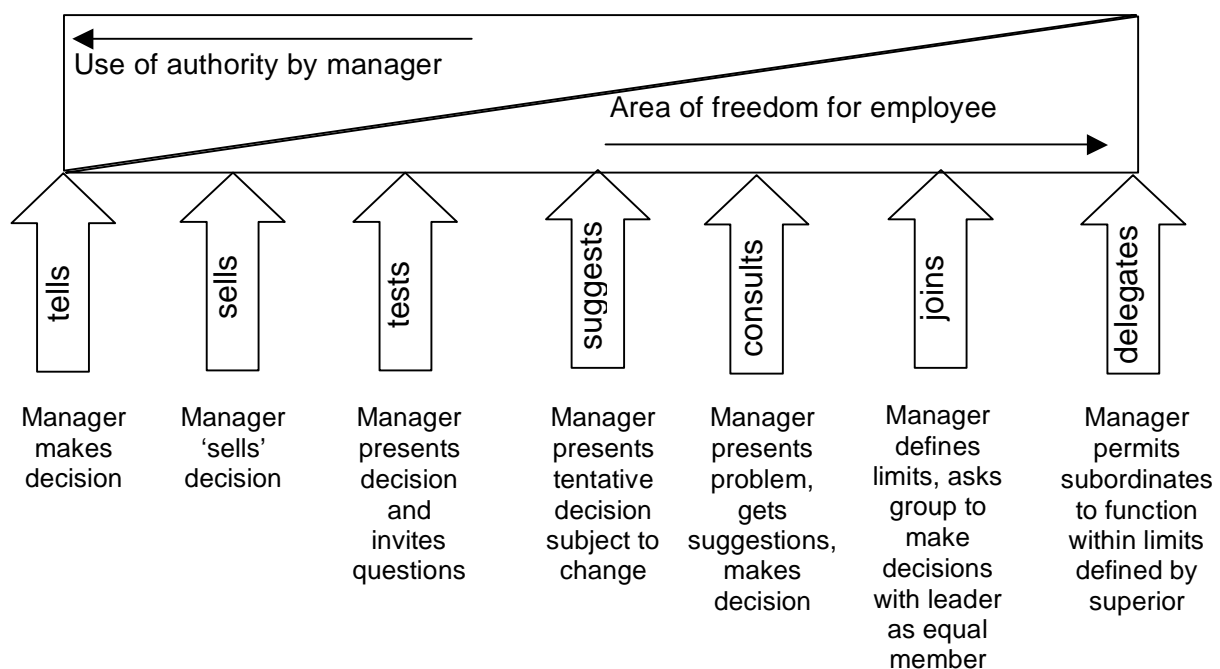 Use of authority by manager
Area of freedom for employee
tells
sells
tests
suggests
consults
joins
delegates
Manager
makes
decision
Manager
‘sells’
decision
Manager
presents
decision
and
invites
questions
Manager
presents
tentative
decision
subject to
change
Manager
presents
problem,
gets
suggestions,
makes
decision
Manager
defines
limits, asks
group to
make
decisions
with leader
as equal
member
Manager
permits
subordinates
to function
within limits
defined by
superior